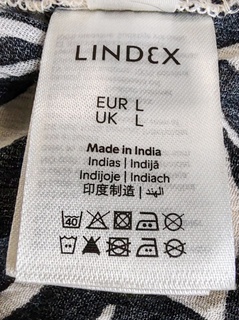 LINDEX
EUR L
UK L
Made in India
Indias | Indijā
Indijoje | Indiach
印度制造 | الهند
40